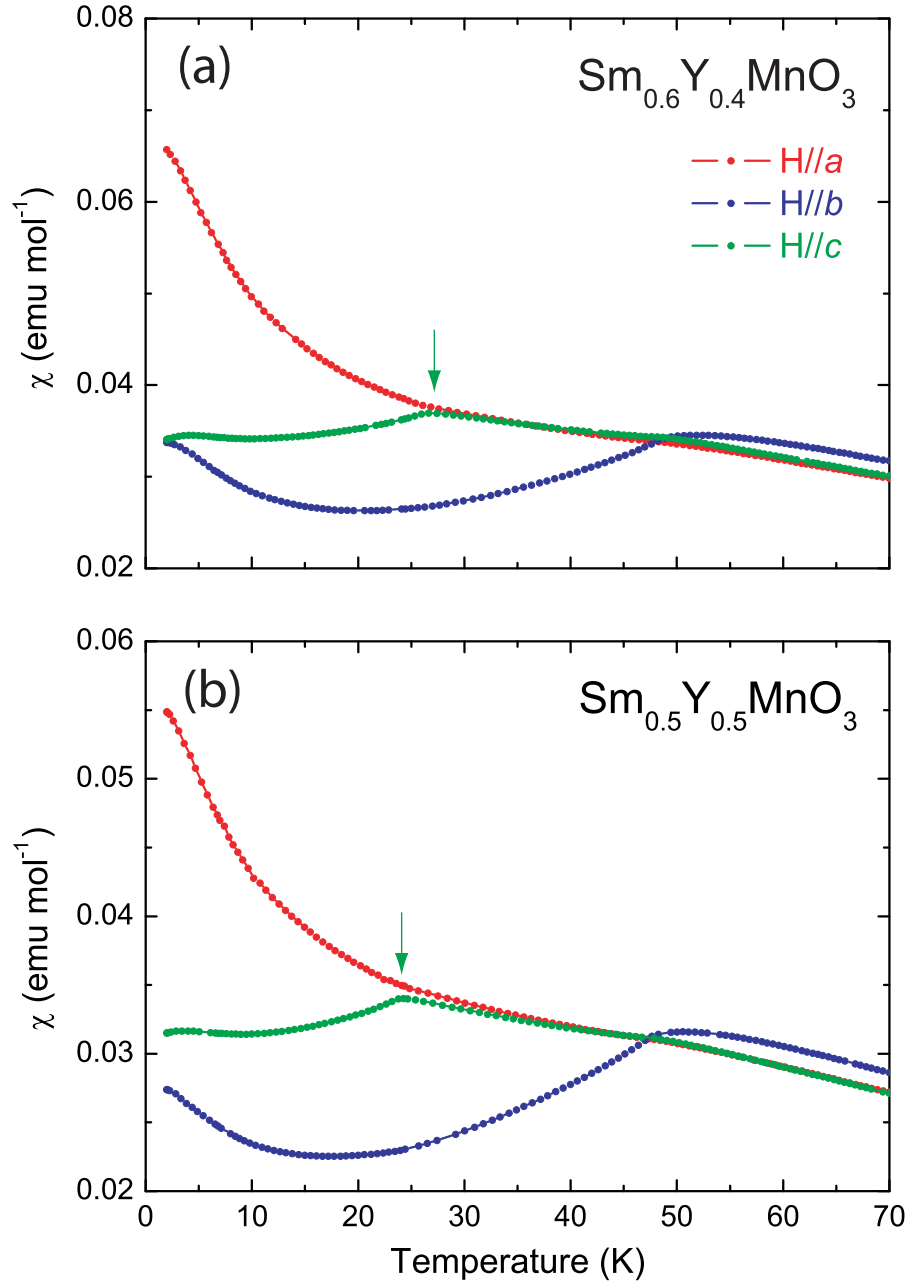 0.08
(a)
Sm0.6Y0.4MnO3
H//a
H//b
H//c
0.06
0.04
0.02
χ (emu mol-1)
0.06
(b)
Sm0.5Y0.5MnO3
0.05
0.04
0.03
0.02
χ (emu mol-1)
0 10 20 30 40 50 60 70
Temperature (K)